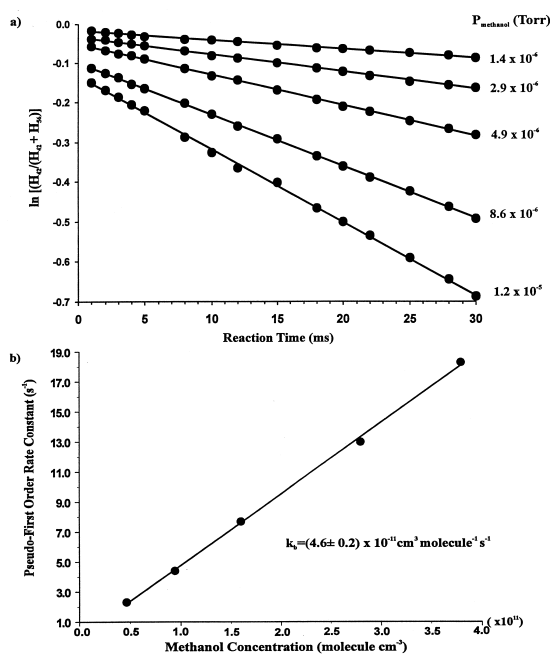 a)
P methanol (Torr)
0.0
-0.1
-0.2
-0.3
-0.4
-0.5
-0.6
-0.7
ln [(H42/(H42 + H56)]
1.4 x 10-6
2.9 x 10-6
4.9 x 10-6
8.6 x 10-6
1.2 x 10-5
0 5 10 15 20 25 30
Reaction Time (ms)
b)
19.0
17.0
15.0
13.0
11.0
9.0
7.0
5.0
3.0
1.0
Pseudo-First Order Rate Constant (s-1)
kb=(4.6± 0.2) x 10-11cm3 molecule-1 s-1
0.0 0.5 1.0 1.5 2.0 2.5 3.0 3.5 4.0 ( x1011)
Methanol Concentration (molecule cm-3)